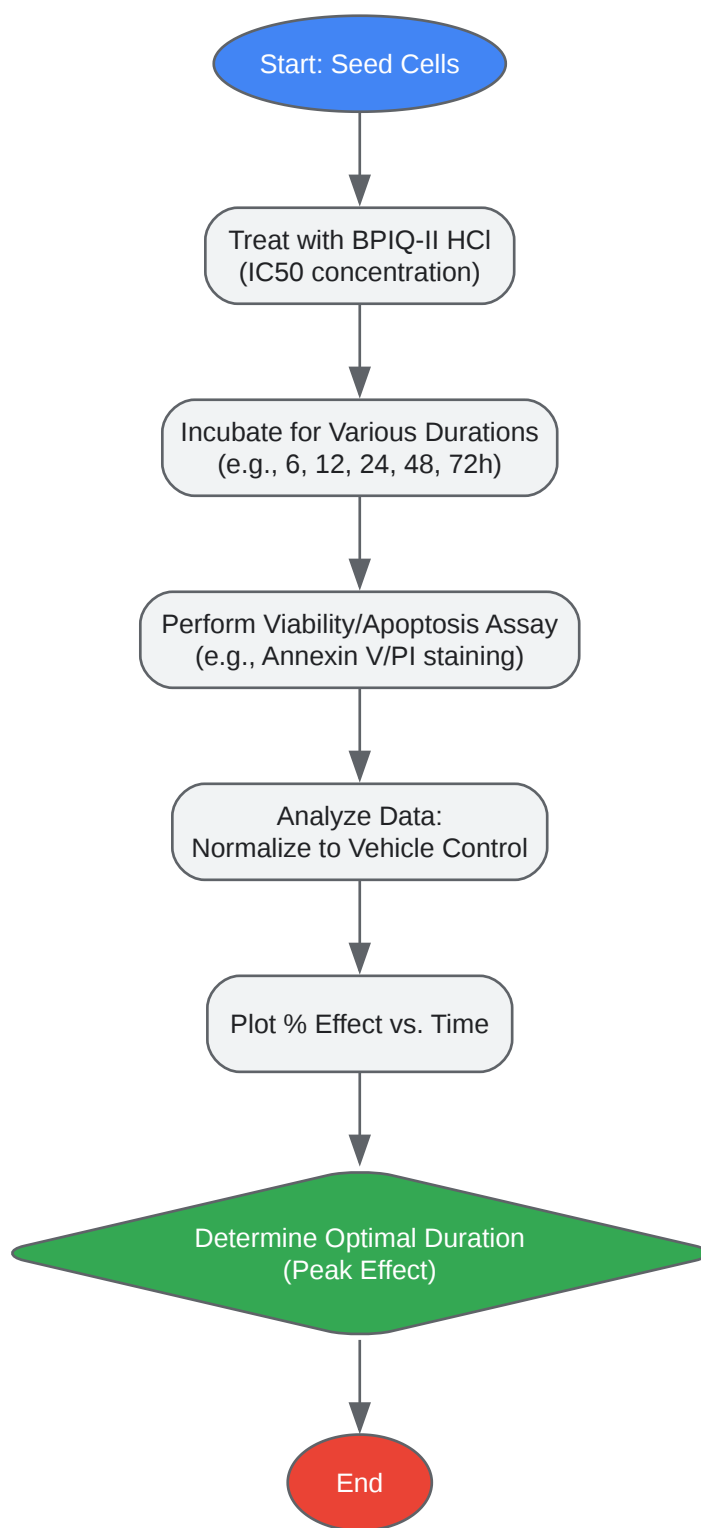 Start: Seed Cells
Treat with BPIQ-II HCl
(IC50 concentration)
Incubate for Various Durations
(e.g., 6, 12, 24, 48, 72h)
Perform Viability/Apoptosis Assay
(e.g., Annexin V/PI staining)
Analyze Data:
Normalize to Vehicle Control
Plot % Effect vs. Time
Determine Optimal Duration
(Peak Effect)
End